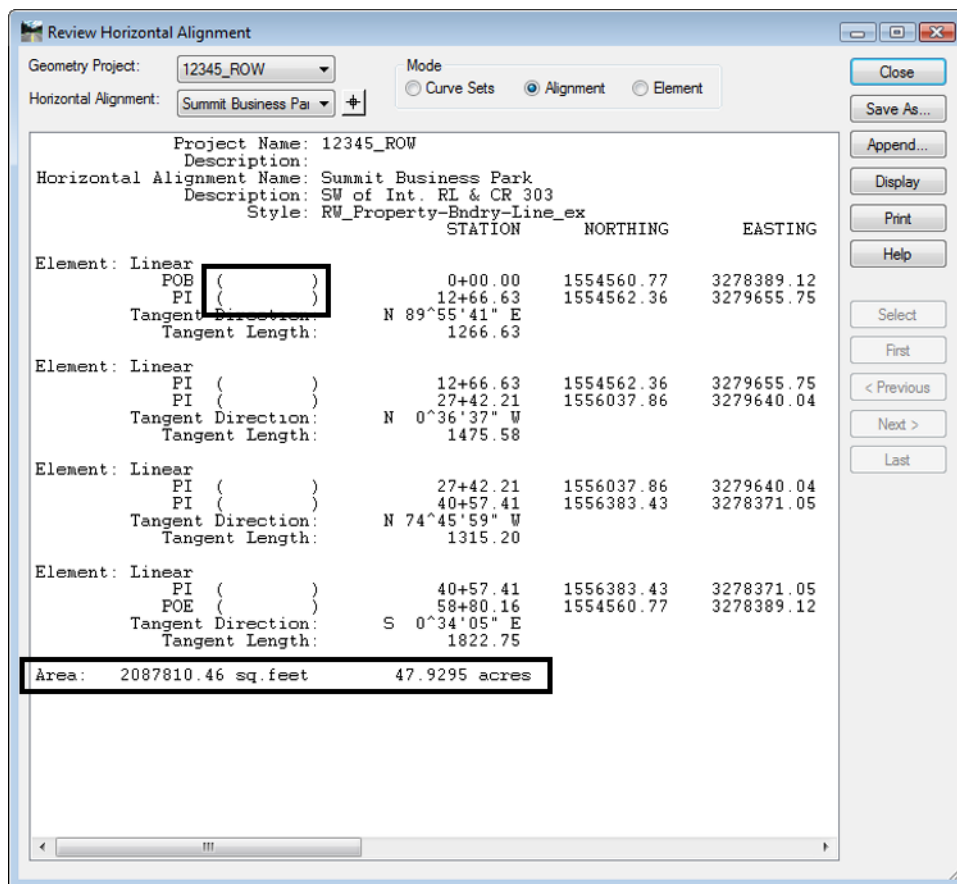 Review Horizontal Alignment
Geometry Project: 12345_ROW
Horizontal Alignment: Summit Business Par
Mode
Curve Sets Alignment Element
Close
Save As...
Append...
Display
Print
Help
Select
First
< Previous
Next >
Last
Project Name: 12345_ROW
Description:
Horizontal Alignment Name: Summit Business Park
Description: SW of Int. RL & CR 303
Style: RW_Property-Bndry-Line_ex
STATION NORTHING EASTING
Element: Linear
POB ( ) 0+00.00 1554560.77 3278389.12
PI ( ) 12+66.63 1554562.36 3279655.75
Tangent Direction: N 89^55'41" E
Tangent Length: 1266.63
Element: Linear
PI ( ) 12+66.63 1554562.36 3279655.75
PI ( ) 27+42.21 1556037.86 3279640.04
Tangent Direction: N 0^36'37" W
Tangent Length: 1475.58
Element: Linear
PI ( ) 27+42.21 1556037.86 3279640.04
PI ( ) 40+57.41 1556383.43 3278371.05
Tangent Direction: N 74^45'59" W
Tangent Length: 1315.20
Element: Linear
PI ( ) 40+57.41 1556383.43 3278371.05
POE ( ) 58+80.16 1554560.77 3278389.12
Tangent Direction: S 0^34'05" E
Tangent Length: 1822.75
Area: 2087810.46 sq.feet 47.9295 acres